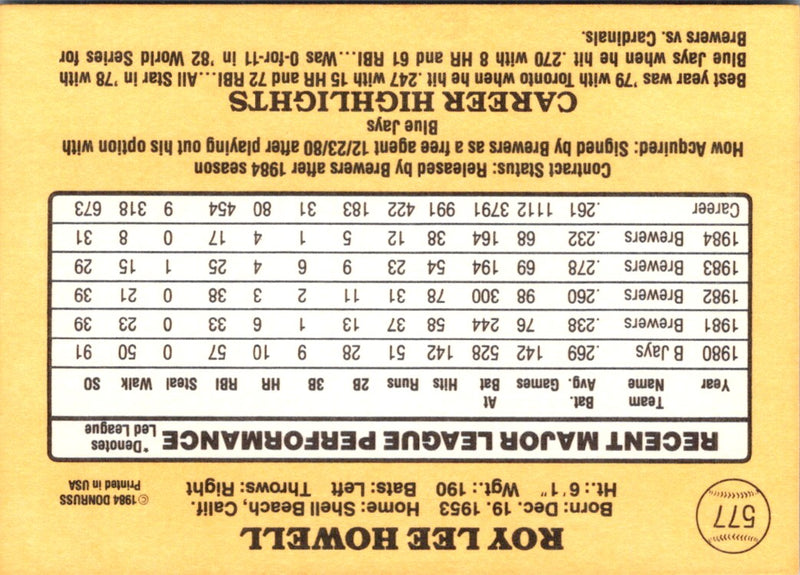 577
ROY LEE HOWELL
Born: Dec. 19. 1953 Home: Shell Beach, Calif.
Ht.: 6'1" Wgt.: 190 Bats: Left Throws: Right
©1984 DONRUSS
Printed in USA
RECENT MAJOR LEAGUE PERFORMANCE
*Denotes
Led League
Year Team Name Bat. Avg. Games At Bat Hits Runs 2B 3B HR RBI Steal Walk SO
1980 B Jays .269 142 528 142 51 28 9 10 57 0 50 91
1981 Brewers .238 76 244 58 37 13 1 6 33 0 23 39
1982 Brewers .260 98 300 78 31 11 2 3 38 0 21 39
1983 Brewers .278 69 194 54 23 9 6 4 25 1 15 29
1984 Brewers .232 68 164 38 12 5 1 4 17 0 8 31
Career .261 1112 3791 991 422 183 31 80 454 9 318 673
Contract Status: Released by Brewers after 1984 season
How Acquired: Signed by Brewers as a free agent 12/23/80 after playing out his option with
Blue Jays
CAREER HIGHLIGHTS
Best year was '79 with Toronto when he hit .247 with 15 HR and 72 RBI...All Star in '78 with
Blue Jays when he hit .270 with 8 HR and 61 RBI...Was 0-for-11 in '82 World Series for
Brewers vs. Cardinals.